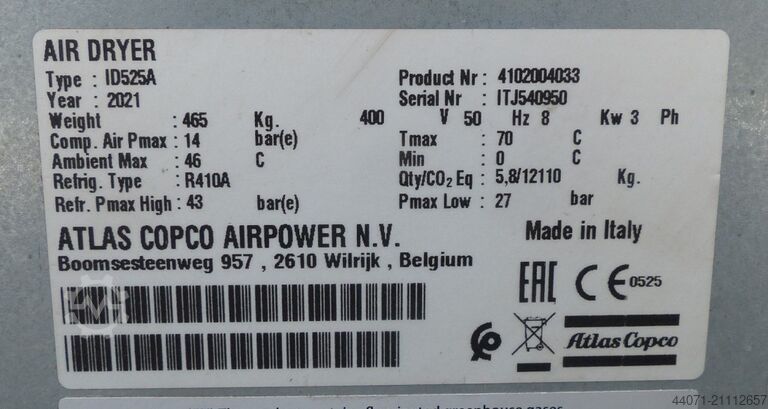 AIR DRYER
Type : ID525A Product Nr : 4102004033
Year : 2021 Serial Nr : ITJ540950
Weight : 465 Kg. 400 V 50 Hz 8 Kw 3 Ph
Comp. Air Pmax : 14 bar(e) Tmax : 70 C
Ambient Max : 46 C Min : 0 C
Refrig. Type : R410A Qty/CO2 Eq : 5,8/12110 Kg.
Refr. Pmax High : 43 bar(e) Pmax Low : 27 bar
ATLAS COPCO AIRPOWER N.V. Made in Italy
Boomsesteenweg 957 , 2610 Wilrijk , Belgium
EAC CE 0525
Atlas Copco
fluorinated greenhouse gases
44071-21112657